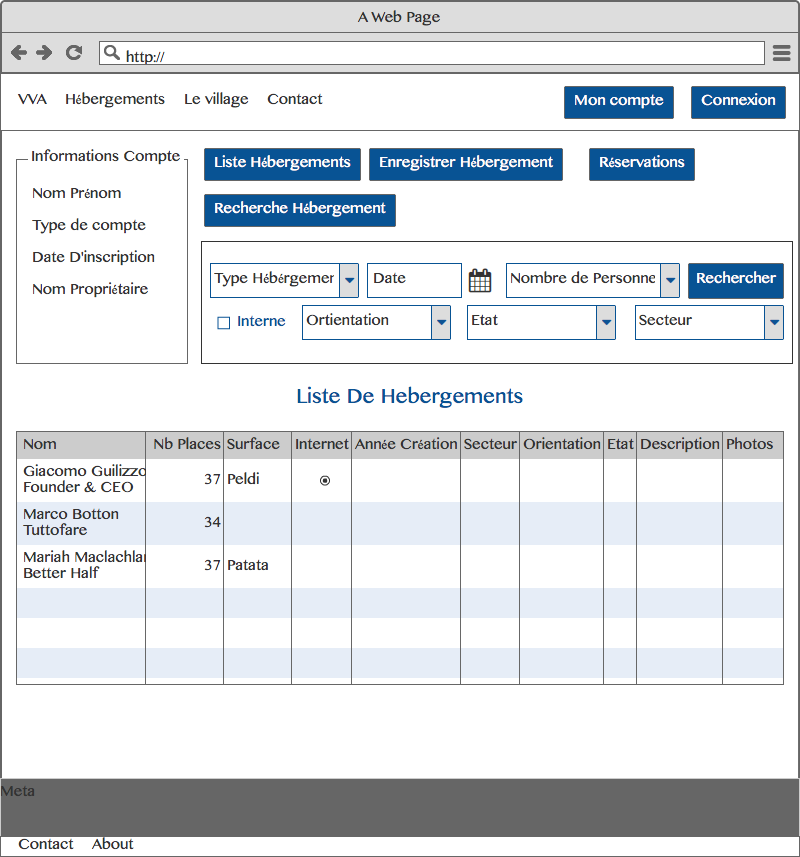 A Web Page
http://
VVA Hébergements Le village Contact Mon compte Connexion
Informations Compte
Nom Prénom
Type de compte
Date D'inscription
Nom Propriétaire
Liste Hébergements Enregistrer Hébergement Réservations
Recherche Hébergement
Type Hébérgemer Date Nombre de Personne Rechercher
Interne Ortientation Etat Secteur
Liste De Hebergements
Nom Nb Places Surface Internet Année Création Secteur Orientation Etat Description Photos
Giacomo Guilizzo
Founder & CEO 37 Peldi
Marco Botton
Tuttofare 34
Mariah Maclachlan
Better Half 37 Patata
Meta
Contact About